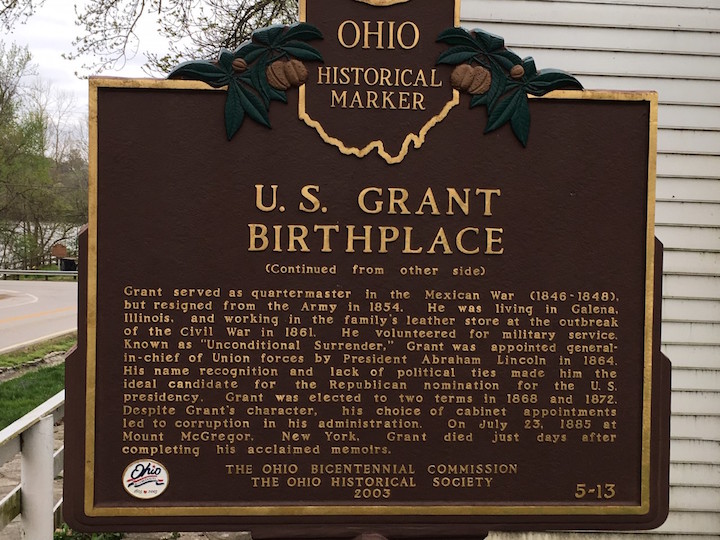 OHIO
HISTORICAL
MARKER
U. S. GRANT
BIRTHPLACE
(Continued from other side)
Grant served as quartermaster in the Mexican War (1846-1848),
but resigned from the Army in 1854. He was living in Galena,
Illinois, and working in the family's leather store at the outbreak
of the Civil War in 1861. He volunteered for military service.
Known as "Unconditional Surrender," Grant was appointed general-
in-chief of Union forces by President Abraham Lincoln in 1864.
His name recognition and lack of political ties made him the
ideal candidate for the Republican nomination for the U. S.
presidency. Grant was elected to two terms in 1868 and 1872.
Despite Grant's character, his choice of cabinet appointments
led to corruption in his administration. On July 23, 1885 at
Mount McGregor, New York, Grant died just days after
completing his acclaimed memoirs.
THE OHIO BICENTENNIAL COMMISSION
THE OHIO HISTORICAL SOCIETY
2003
5-13
Ohio